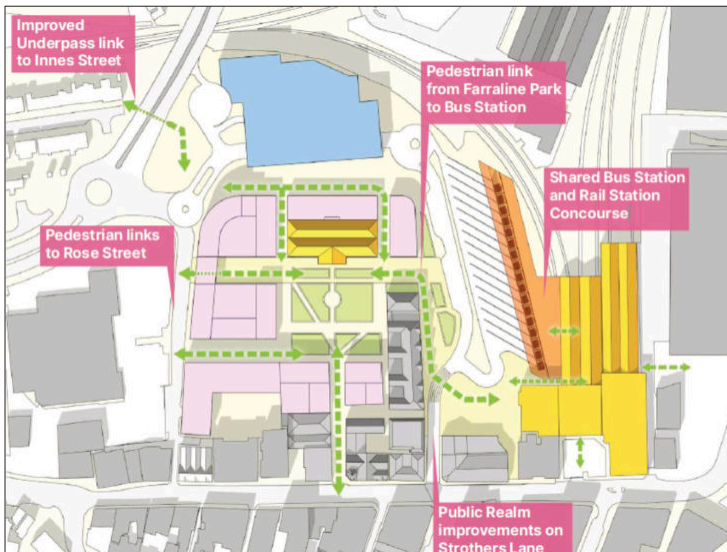 Improved
Underpass link
to Innes Street
Pedestrian link
from Farraline Park
to Bus Station
Shared Bus Station
and Rail Station
Concourse
Pedestrian links
to Rose Street
Public Realm
improvements on
Strothers Lane